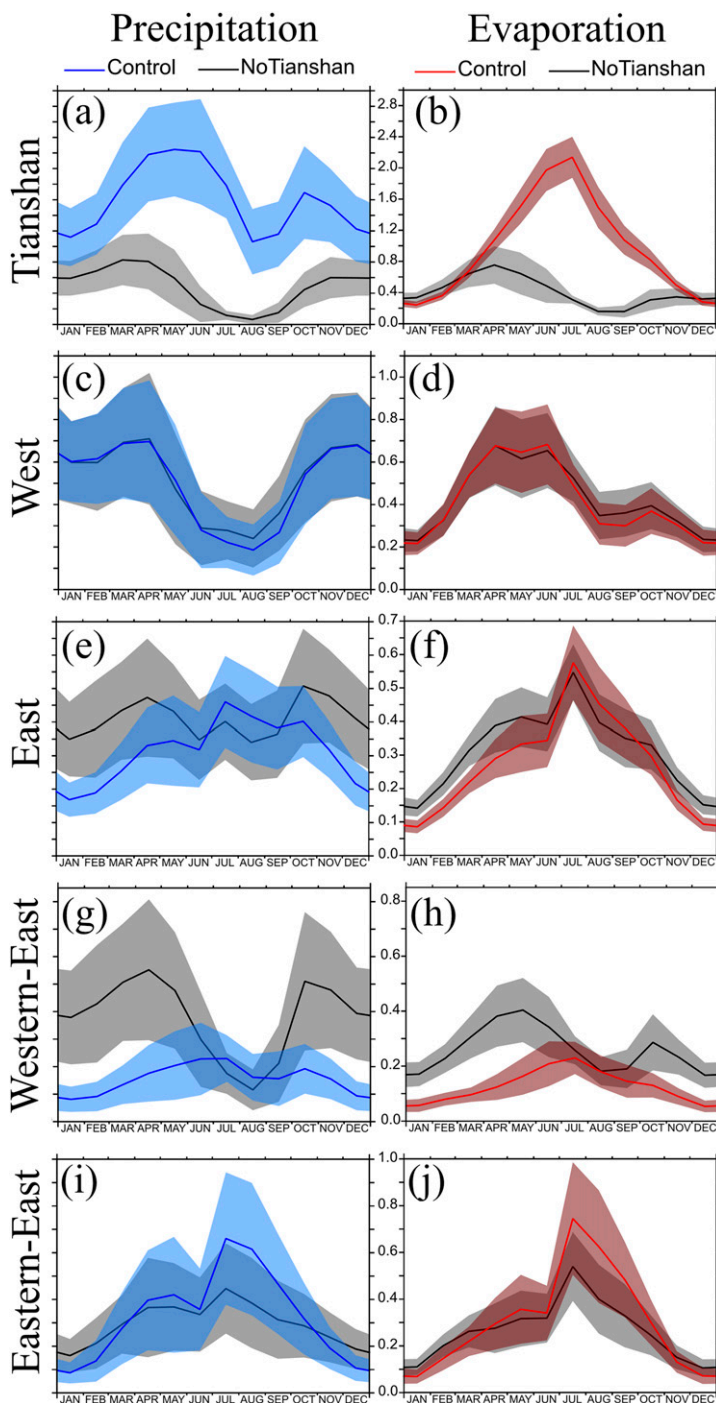 Precipitation Evaporation
Control NoTianshan Control NoTianshan
Tianshan
(a) (b)
2.8
2.4
2.0
1.6
1.2
0.8
0.4
0.0
JAN FEB MAR APR MAY JUN JUL AUG SEP OCT NOV DEC JAN FEB MAR APR MAY JUN JUL AUG SEP OCT NOV DEC
West
(c) (d)
1.0
0.8
0.6
0.4
0.2
0.0
JAN FEB MAR APR MAY JUN JUL AUG SEP OCT NOV DEC JAN FEB MAR APR MAY JUN JUL AUG SEP OCT NOV DEC
East
(e) (f)
0.7
0.6
0.5
0.4
0.3
0.2
0.1
0.0
JAN FEB MAR APR MAY JUN JUL AUG SEP OCT NOV DEC JAN FEB MAR APR MAY JUN JUL AUG SEP OCT NOV DEC
Western-East
(g) (h)
0.8
0.6
0.4
0.2
0.0
JAN FEB MAR APR MAY JUN JUL AUG SEP OCT NOV DEC JAN FEB MAR APR MAY JUN JUL AUG SEP OCT NOV DEC
Eastern-East
(i) (j)
1.0
0.8
0.6
0.4
0.2
0.0
JAN FEB MAR APR MAY JUN JUL AUG SEP OCT NOV DEC JAN FEB MAR APR MAY JUN JUL AUG SEP OCT NOV DEC